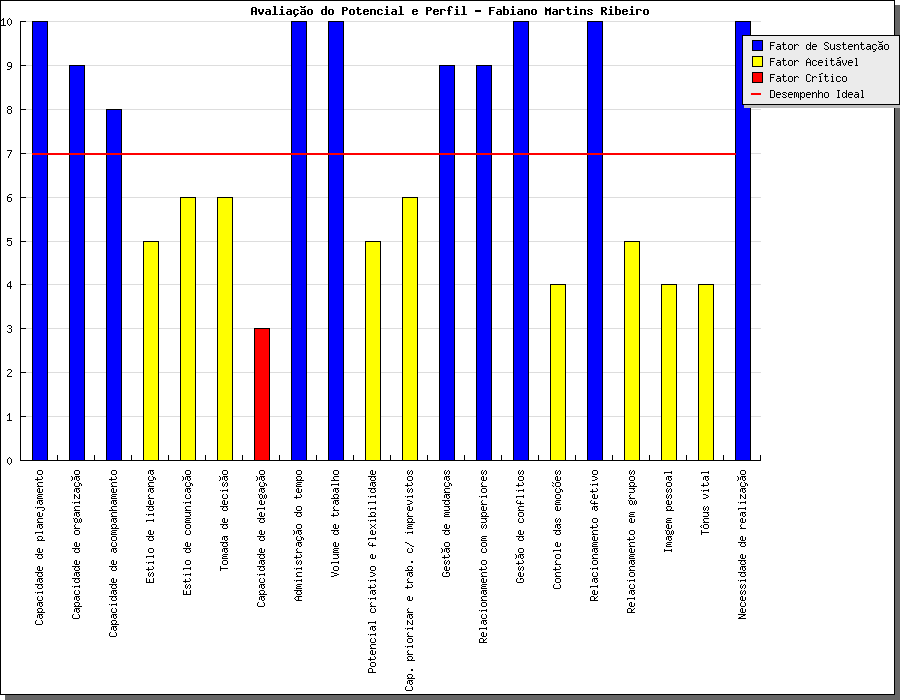 Avaliação do Potencial e Perfil - Fabiano Martins Ribeiro
Fator de Sustentação
Fator Aceitável
Fator Crítico
Desempenho Ideal
10
9
8
7
6
5
4
3
2
1
0
Capacidade de planejamento
Capacidade de organização
Capacidade de acompanhamento
Estilo de liderança
Estilo de comunicação
Tomada de decisão
Capacidade de delegação
Administração do tempo
Volume de trabalho
Potencial criativo e flexibilidade
Cap. priorizar e trab. c/ imprevistos
Gestão de mudanças
Relacionamento com superiores
Gestão de conflitos
Controle das emoções
Relacionamento afetivo
Relacionamento em grupos
Imagem pessoal
Tônus vital
Necessidade de realização